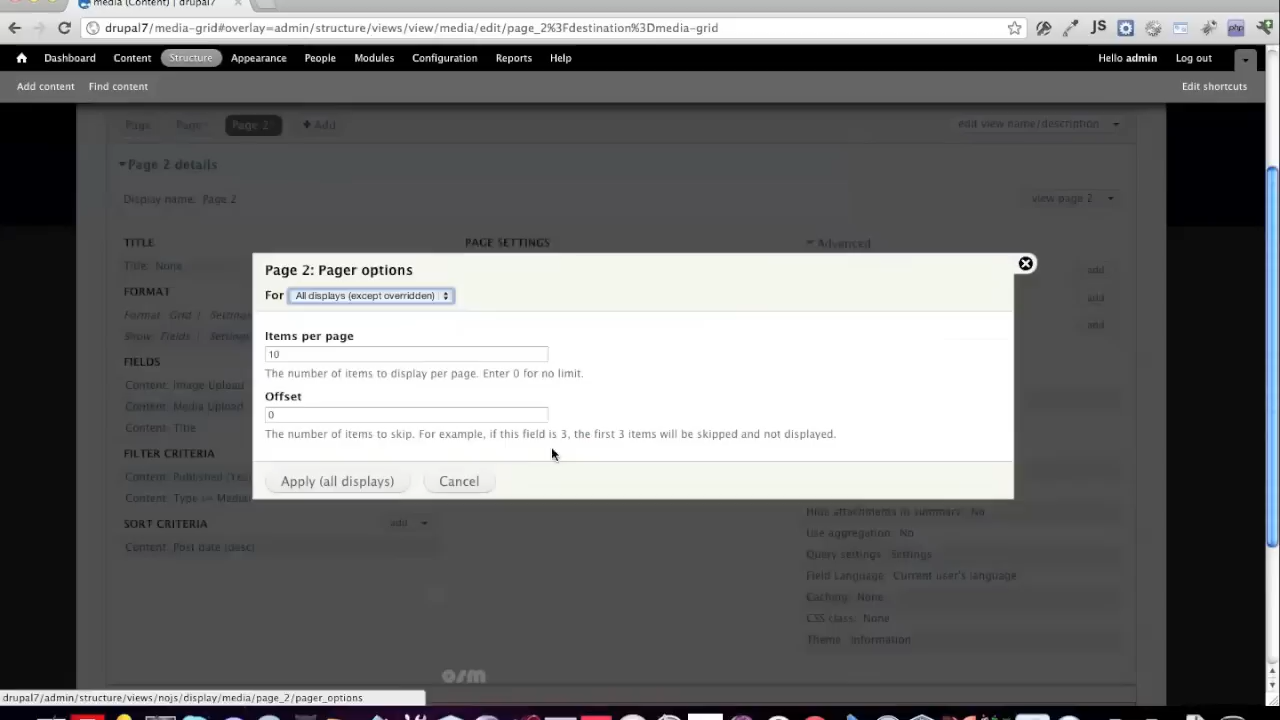 media (Content) | drupal7
drupal7/media-grid#overlay=admin/structure/views/view/media/edit/page_2%3Fdestination%3Dmedia-grid
JS
php
Dashboard Content Structure Appearance People Modules Configuration Reports Help Hello admin Log out
Add content Find content Edit shortcuts
Page Page Page 2 + Add edit view name/description
Page 2 details
Display name: Page 2 view page 2
TITLE PAGE SETTINGS Advanced
Title: None add
FORMAT add
Format: Grid | Settings
Show: Fields | Settings add
FIELDS
Content: Image Upload
Content: Media Upload
Content: Title
FILTER CRITERIA
Content: Published (Yes)
Content: Type = Media
SORT CRITERIA add
Content: Post date (desc)
Page 2: Pager options
For All displays (except overridden)
Items per page
10
The number of items to display per page. Enter 0 for no limit.
Offset
0
The number of items to skip. For example, if this field is 3, the first 3 items will be skipped and not displayed.
Apply (all displays) Cancel
Hide attachments in summary: No
Use aggregation: No
Query settings: Settings
Field Language: Current user's language
Caching: None
CSS class: None
Theme: Information
osm
drupal7/admin/structure/views/nojs/display/media/page_2/pager_options